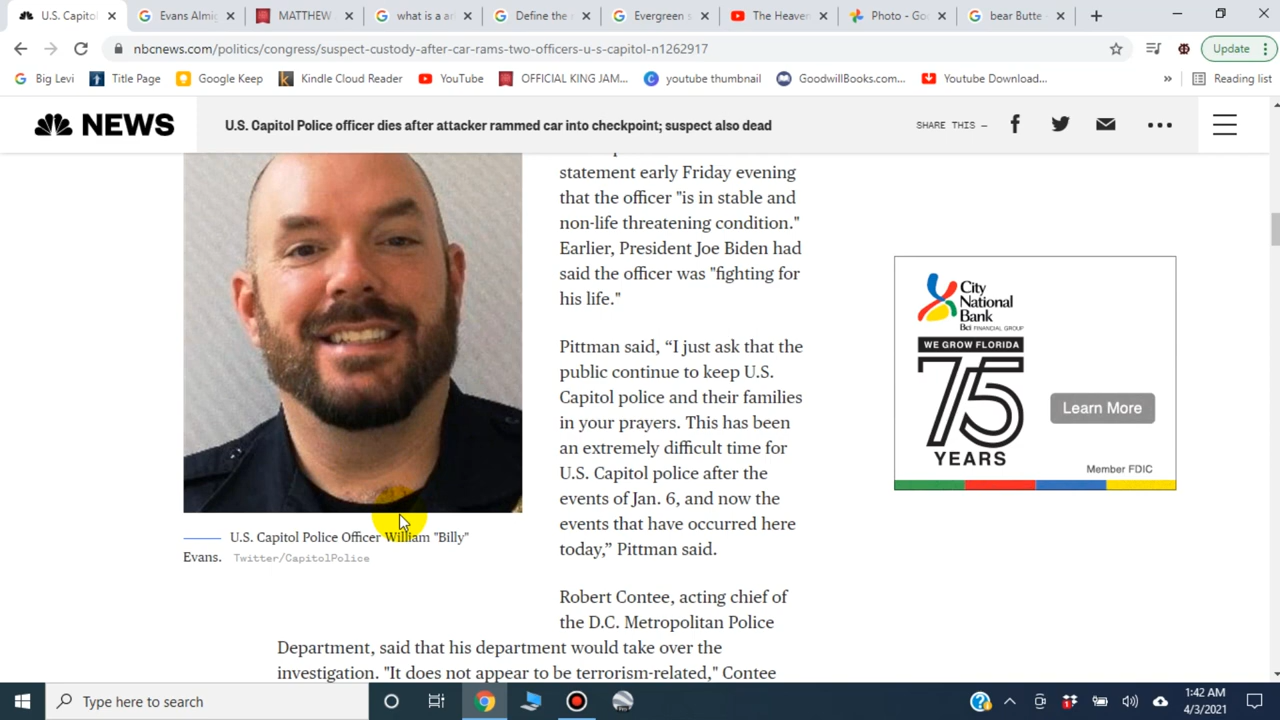 U.S. Capitol
Evans Almig
MATTHEW
what is a ar
Define the
Evergreen s
The Heaven
Photo - Goo
bear Butte
nbcnews.com/politics/congress/suspect-custody-after-car-rams-two-officers-u-s-capitol-n1262917
Update
Big Levi
Title Page
Google Keep
Kindle Cloud Reader
YouTube
OFFICIAL KING JAM...
youtube thumbnail
GoodwillBooks.com...
Youtube Download...
»
Reading list
NEWS
U.S. Capitol Police officer dies after attacker rammed car into checkpoint; suspect also dead
SHARE THIS —
statement early Friday evening
that the officer "is in stable and
non-life threatening condition."
Earlier, President Joe Biden had
said the officer was "fighting for
his life."
Pittman said, “I just ask that the
public continue to keep U.S.
Capitol police and their families
in your prayers. This has been
an extremely difficult time for
U.S. Capitol police after the
events of Jan. 6, and now the
events that have occurred here
today,” Pittman said.
U.S. Capitol Police Officer William "Billy"
Evans. Twitter/CapitolPolice
City
National
Bank
Bci FINANCIAL GROUP
WE GROW FLORIDA
75
YEARS
Learn More
Member FDIC
Robert Contee, acting chief of
the D.C. Metropolitan Police
Department, said that his department would take over the
investigation. "It does not appear to be terrorism-related," Contee
Type here to search
1:42 AM
4/3/2021